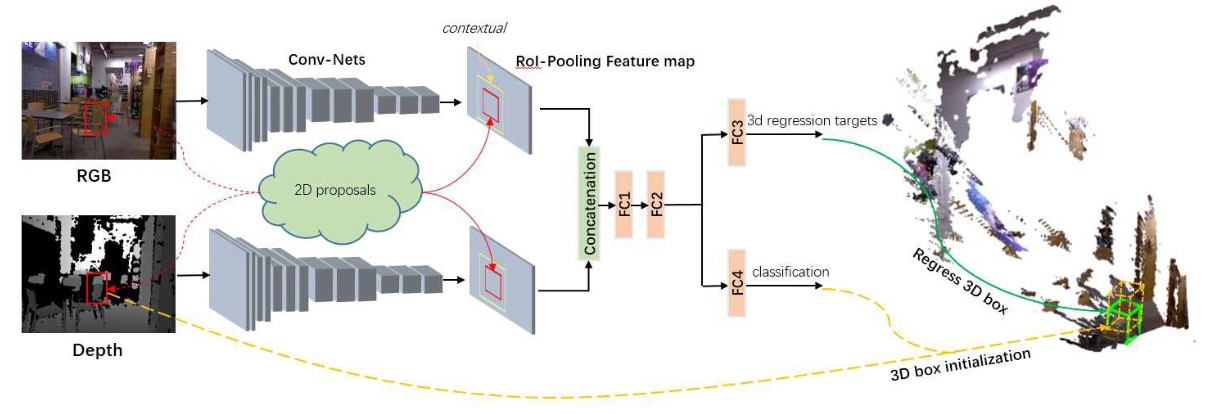 contextual
Conv-Nets
RoI-Pooling Feature map
RGB
2D proposals
Depth
Concatenation
FC1
FC2
FC3
3d regression targets
FC4
classification
Regress 3D box
3D box initialization